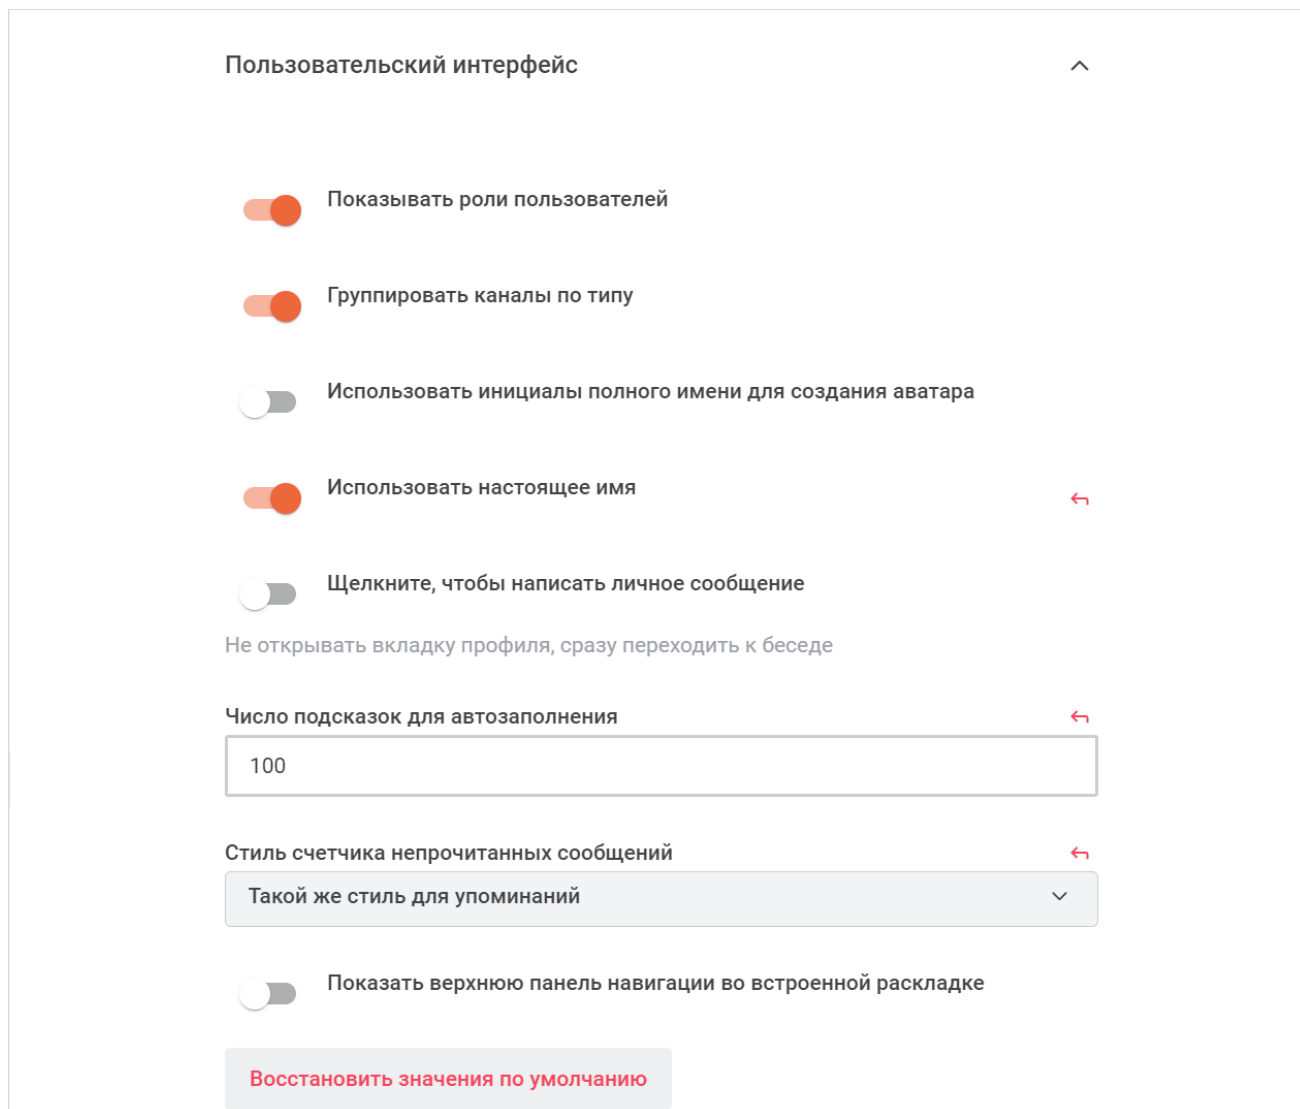 Пользовательский интерфейс
Показывать роли пользователей
Группировать каналы по типу
Использовать инициалы полного имени для создания аватара
Использовать настоящее имя
Щелкните, чтобы написать личное сообщение
Не открывать вкладку профиля, сразу переходить к беседе
Число подсказок для автозаполнения
100
Стиль счетчика непрочитанных сообщений
Такой же стиль для упоминаний
Показать верхнюю панель навигации во встроенной раскладке
Восстановить значения по умолчанию